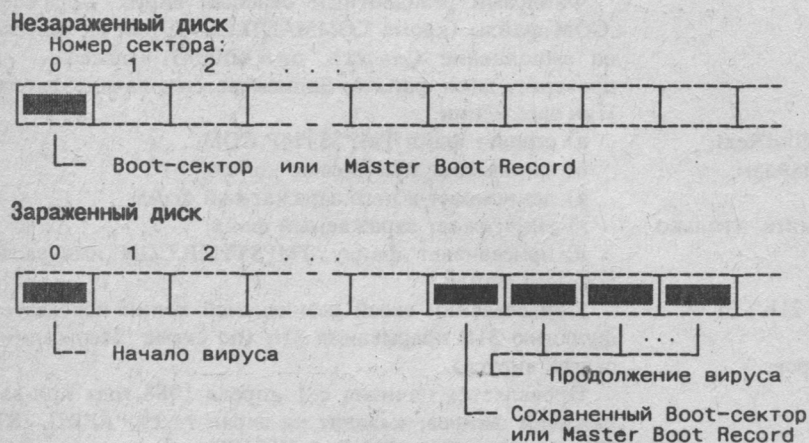 Незараженный диск
Номер сектора:
0 1 2 . . .
Boot-сектор или Master Boot Record
Зараженный диск
0 1 2 . . .
. . .
Начало вируса
Продолжение вируса
Сохраненный Boot-сектор
или Master Boot Record